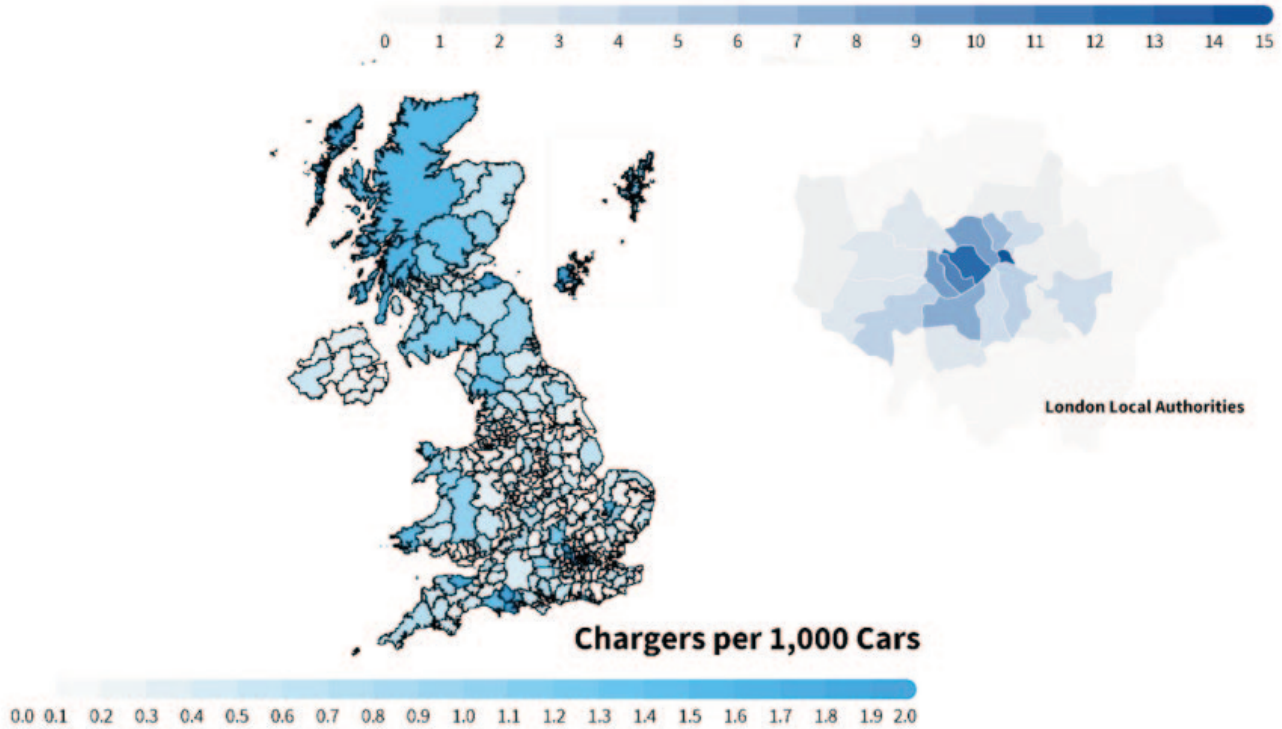 0 1 2 3 4 5 6 7 8 9 10 11 12 13 14 15
London Local Authorities
Chargers per 1,000 Cars
0.0 0.1 0.2 0.3 0.4 0.5 0.6 0.7 0.8 0.9 1.0 1.1 1.2 1.3 1.4 1.5 1.6 1.7 1.8 1.9 2.0